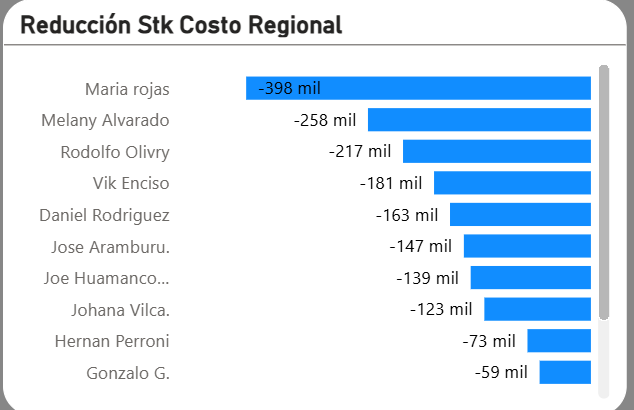 Reducción Stk Costo Regional
Maria rojas -398 mil
Melany Alvarado -258 mil
Rodolfo Olivry -217 mil
Vik Enciso -181 mil
Daniel Rodriguez -163 mil
Jose Aramburu. -147 mil
Joe Huamanco... -139 mil
Johana Vilca. -123 mil
Hernan Perroni -73 mil
Gonzalo G. -59 mil